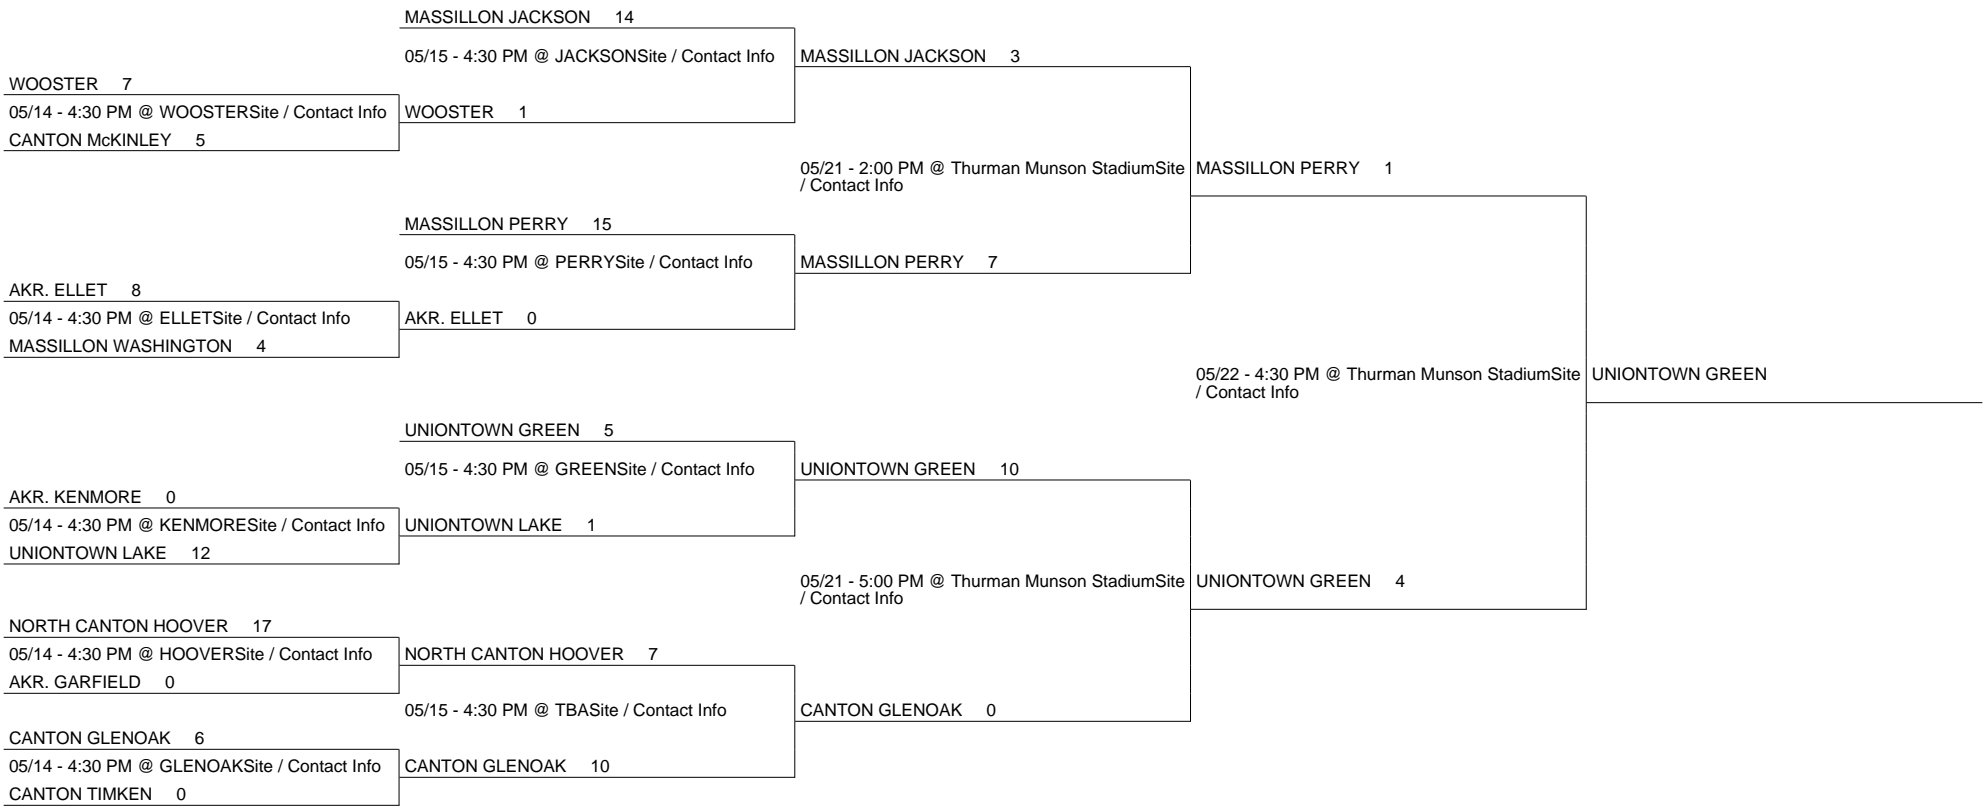 MASSILLON JACKSON 14
05/15 - 4:30 PM @ JACKSONSite / Contact Info
MASSILLON JACKSON 3
WOOSTER 7
05/14 - 4:30 PM @ WOOSTERSite / Contact Info
WOOSTER 1
CANTON McKINLEY 5
05/21 - 2:00 PM @ Thurman Munson StadiumSite
/ Contact Info
MASSILLON PERRY 1
MASSILLON PERRY 15
05/15 - 4:30 PM @ PERRYSite / Contact Info
MASSILLON PERRY 7
AKR. ELLET 8
05/14 - 4:30 PM @ ELLETSite / Contact Info
AKR. ELLET 0
MASSILLON WASHINGTON 4
05/22 - 4:30 PM @ Thurman Munson StadiumSite
/ Contact Info
UNIONTOWN GREEN
UNIONTOWN GREEN 5
05/15 - 4:30 PM @ GREENSite / Contact Info
UNIONTOWN GREEN 10
AKR. KENMORE 0
05/14 - 4:30 PM @ KENMORESite / Contact Info
UNIONTOWN LAKE 1
UNIONTOWN LAKE 12
05/21 - 5:00 PM @ Thurman Munson StadiumSite
/ Contact Info
UNIONTOWN GREEN 4
NORTH CANTON HOOVER 17
05/14 - 4:30 PM @ HOOVERSite / Contact Info
NORTH CANTON HOOVER 7
AKR. GARFIELD 0
05/15 - 4:30 PM @ TBASite / Contact Info
CANTON GLENOAK 0
CANTON GLENOAK 6
05/14 - 4:30 PM @ GLENOAKSite / Contact Info
CANTON GLENOAK 10
CANTON TIMKEN 0